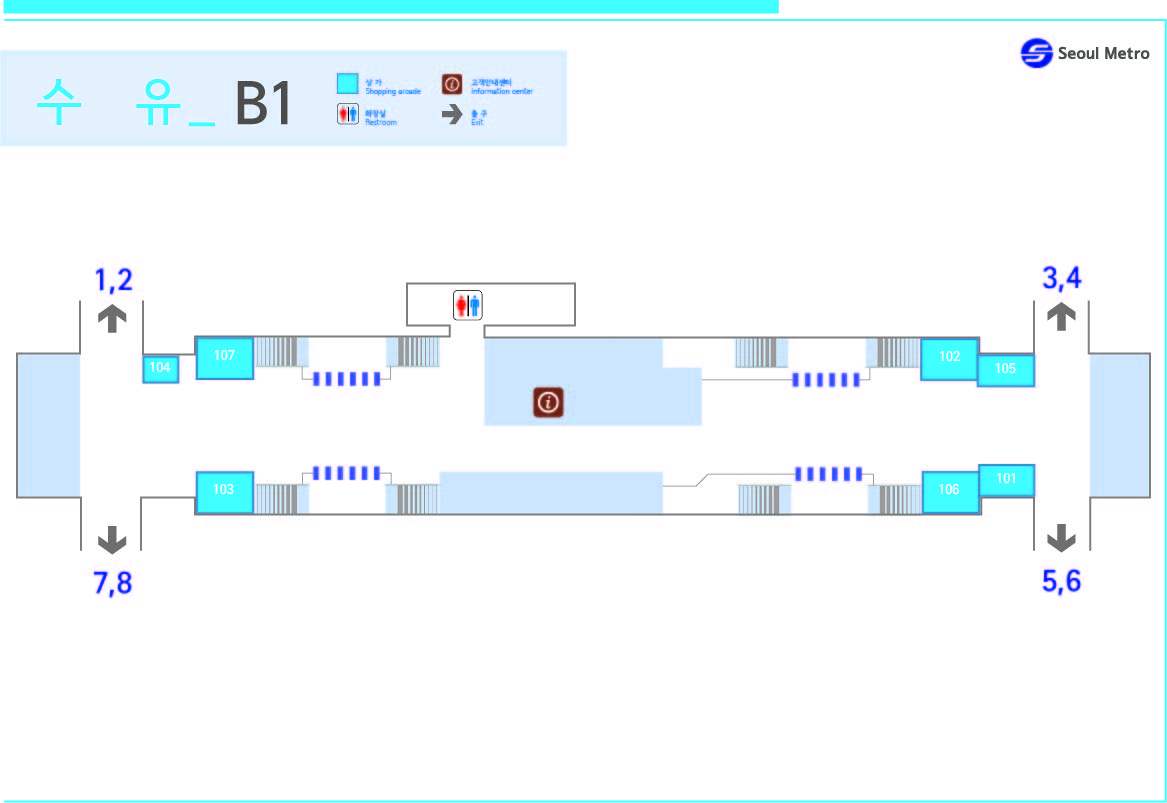 Seoul Metro
수 유_ B1
상 가
Shopping arcade
고객안내센터
Information center
화장실
Restroom
출 구
Exit
1,2
3,4
104
107
102
105
103
106
101
7,8
5,6